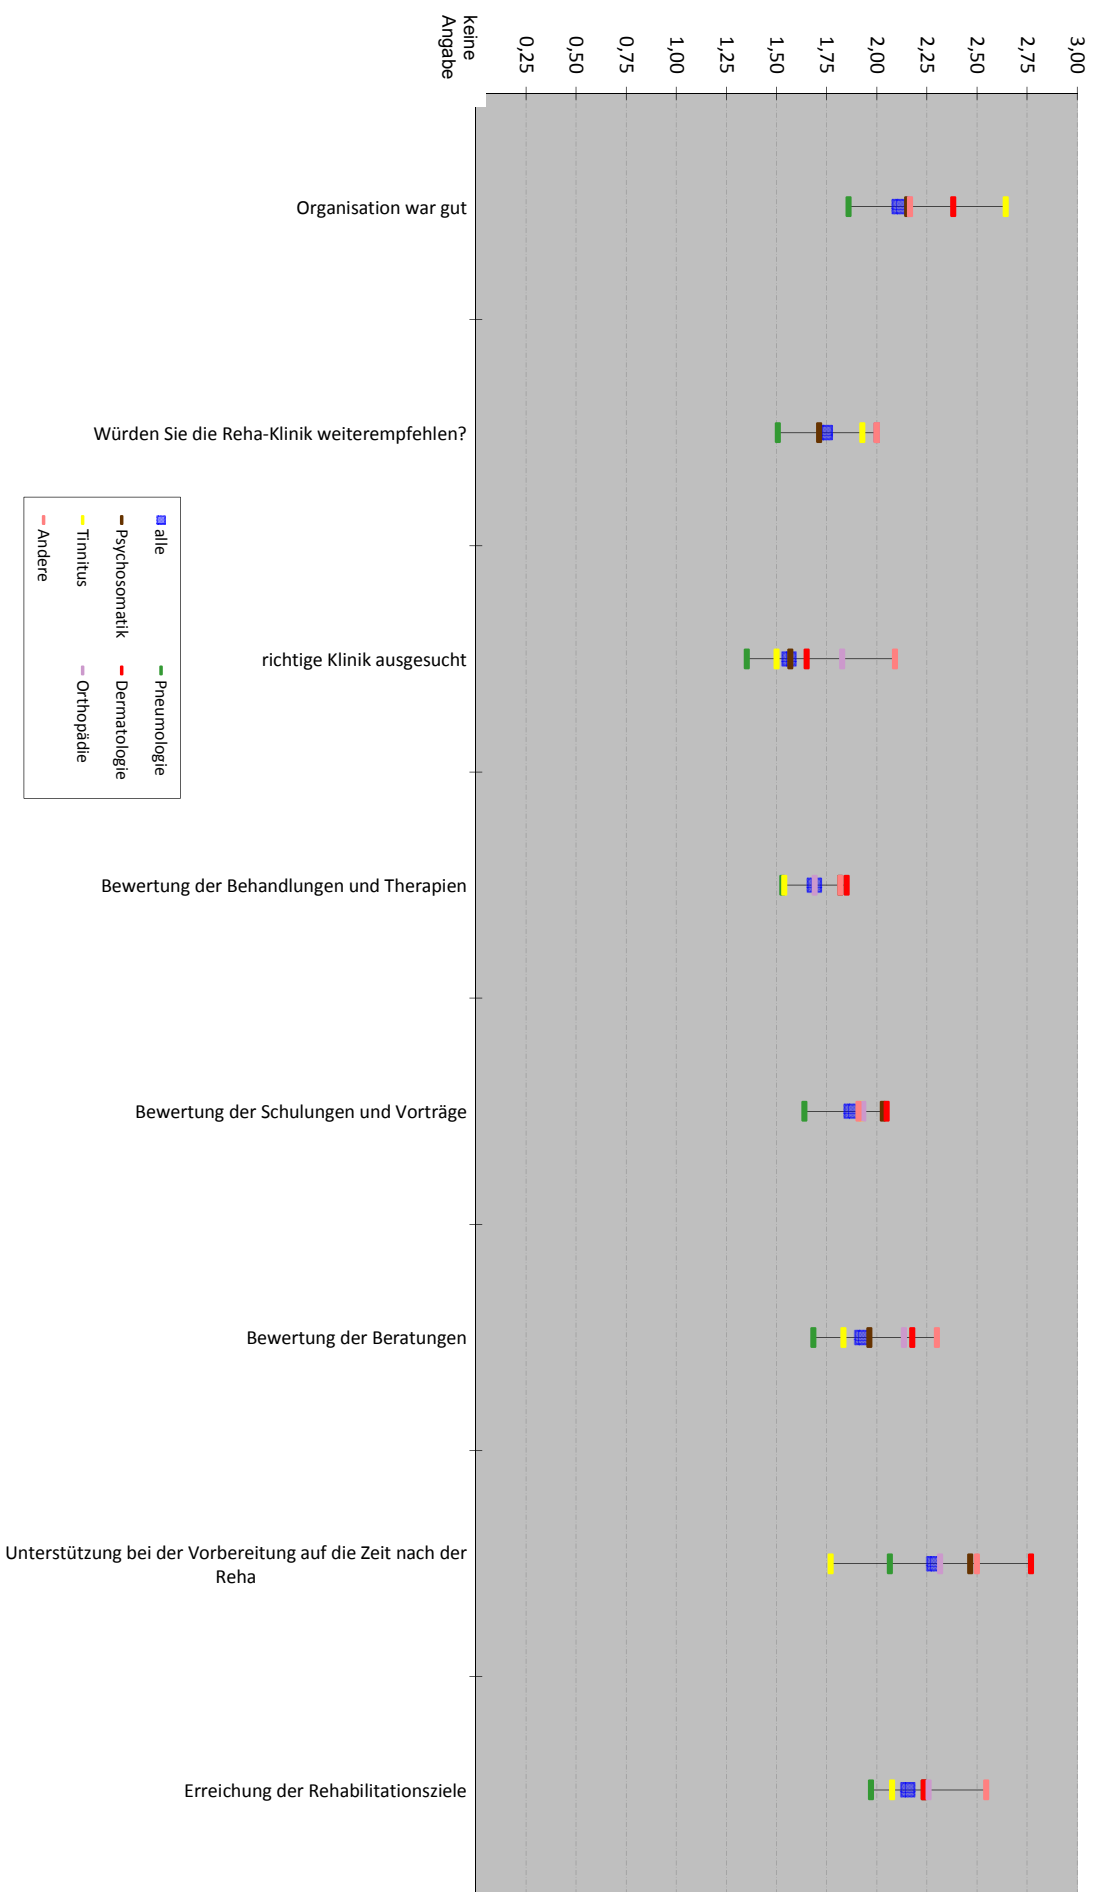 3,00
2,75
2,50
2,25
2,00
1,75
1,50
1,25
1,00
0,75
0,50
0,25
keine
Angabe
Organisation war gut
Würden Sie die Reha-Klinik weiterempfehlen?
richtige Klinik ausgesucht
Bewertung der Behandlungen und Therapien
Bewertung der Schulungen und Vorträge
Bewertung der Beratungen
Unterstützung bei der Vorbereitung auf die Zeit nach der
Reha
Erreichung der Rehabilitationsziele
alle
Pneumologie
Psychosomatik
Dermatologie
Tinnitus
Orthopädie
Andere